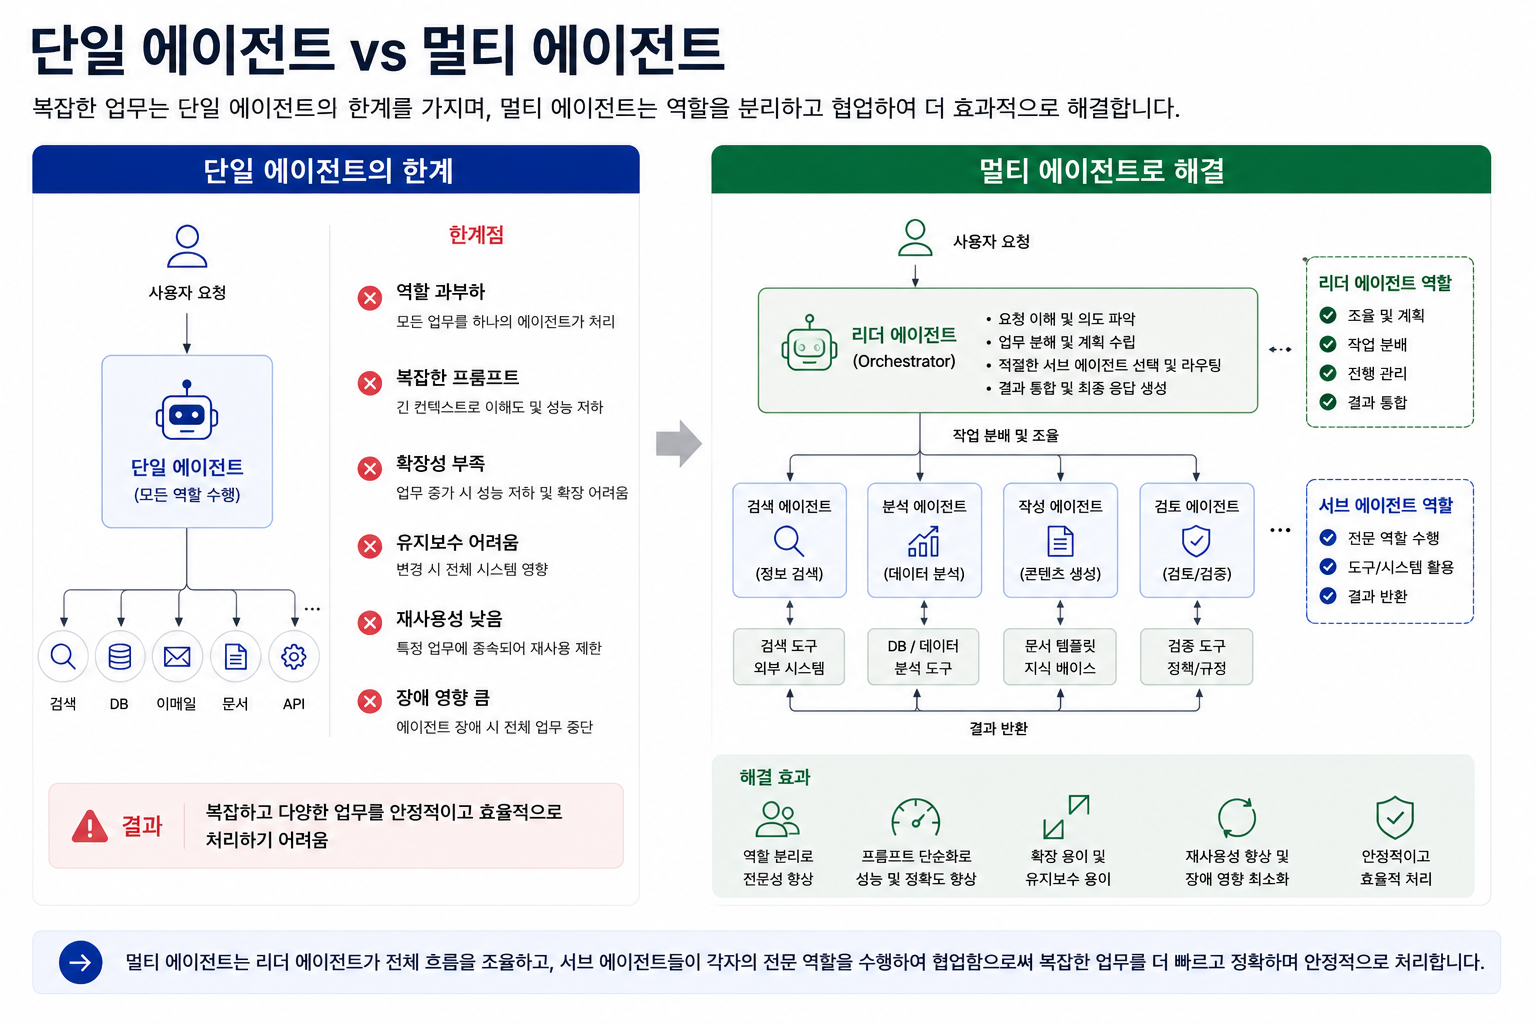 단일 에이전트 vs 멀티 에이전트
복잡한 업무는 단일 에이전트의 한계를 가지며, 멀티 에이전트는 역할을 분리하고 협업하여 더 효과적으로 해결합니다.
단일 에이전트의 한계
사용자 요청
단일 에이전트
(모든 역할 수행)
...
검색
DB
이메일
문서
API
한계점
역할 과부하
모든 업무를 하나의 에이전트가 처리
복잡한 프롬프트
긴 컨텍스트로 이해도 및 성능 저하
확장성 부족
업무 증가 시 성능 저하 및 확장 어려움
유지보수 어려움
변경 시 전체 시스템 영향
재사용성 낮음
특정 업무에 종속되어 재사용 제한
장애 영향 큼
에이전트 장애 시 전체 업무 중단
결과
복잡하고 다양한 업무를 안정적이고 효율적으로
처리하기 어려움
멀티 에이전트로 해결
사용자 요청
리더 에이전트
(Orchestrator)
• 요청 이해 및 의도 파악
• 업무 분해 및 계획 수립
• 적절한 서브 에이전트 선택 및 라우팅
• 결과 통합 및 최종 응답 생성
리더 에이전트 역할
조율 및 계획
작업 분배
전행 관리
결과 통합
작업 분배 및 조율
검색 에이전트
(정보 검색)
분석 에이전트
(데이터 분석)
작성 에이전트
(콘텐츠 생성)
검토 에이전트
(검토/검증)
...
서브 에이전트 역할
전문 역할 수행
도구/시스템 활용
결과 반환
검색 도구
외부 시스템
DB / 데이터
분석 도구
문서 템플릿
지식 베이스
검증 도구
정책/규정
결과 반환
해결 효과
역할 분리로
전문성 향상
프롬프트 단순화로
성능 및 정확도 향상
확장 용이 및
유지보수 용이
재사용성 향상 및
장애 영향 최소화
안정적이고
효율적 처리
멀티 에이전트는 리더 에이전트가 전체 흐름을 조율하고, 서브 에이전트들이 각자의 전문 역할을 수행하여 협업함으로써 복잡한 업무를 더 빠르고 정확하며 안정적으로 처리합니다.